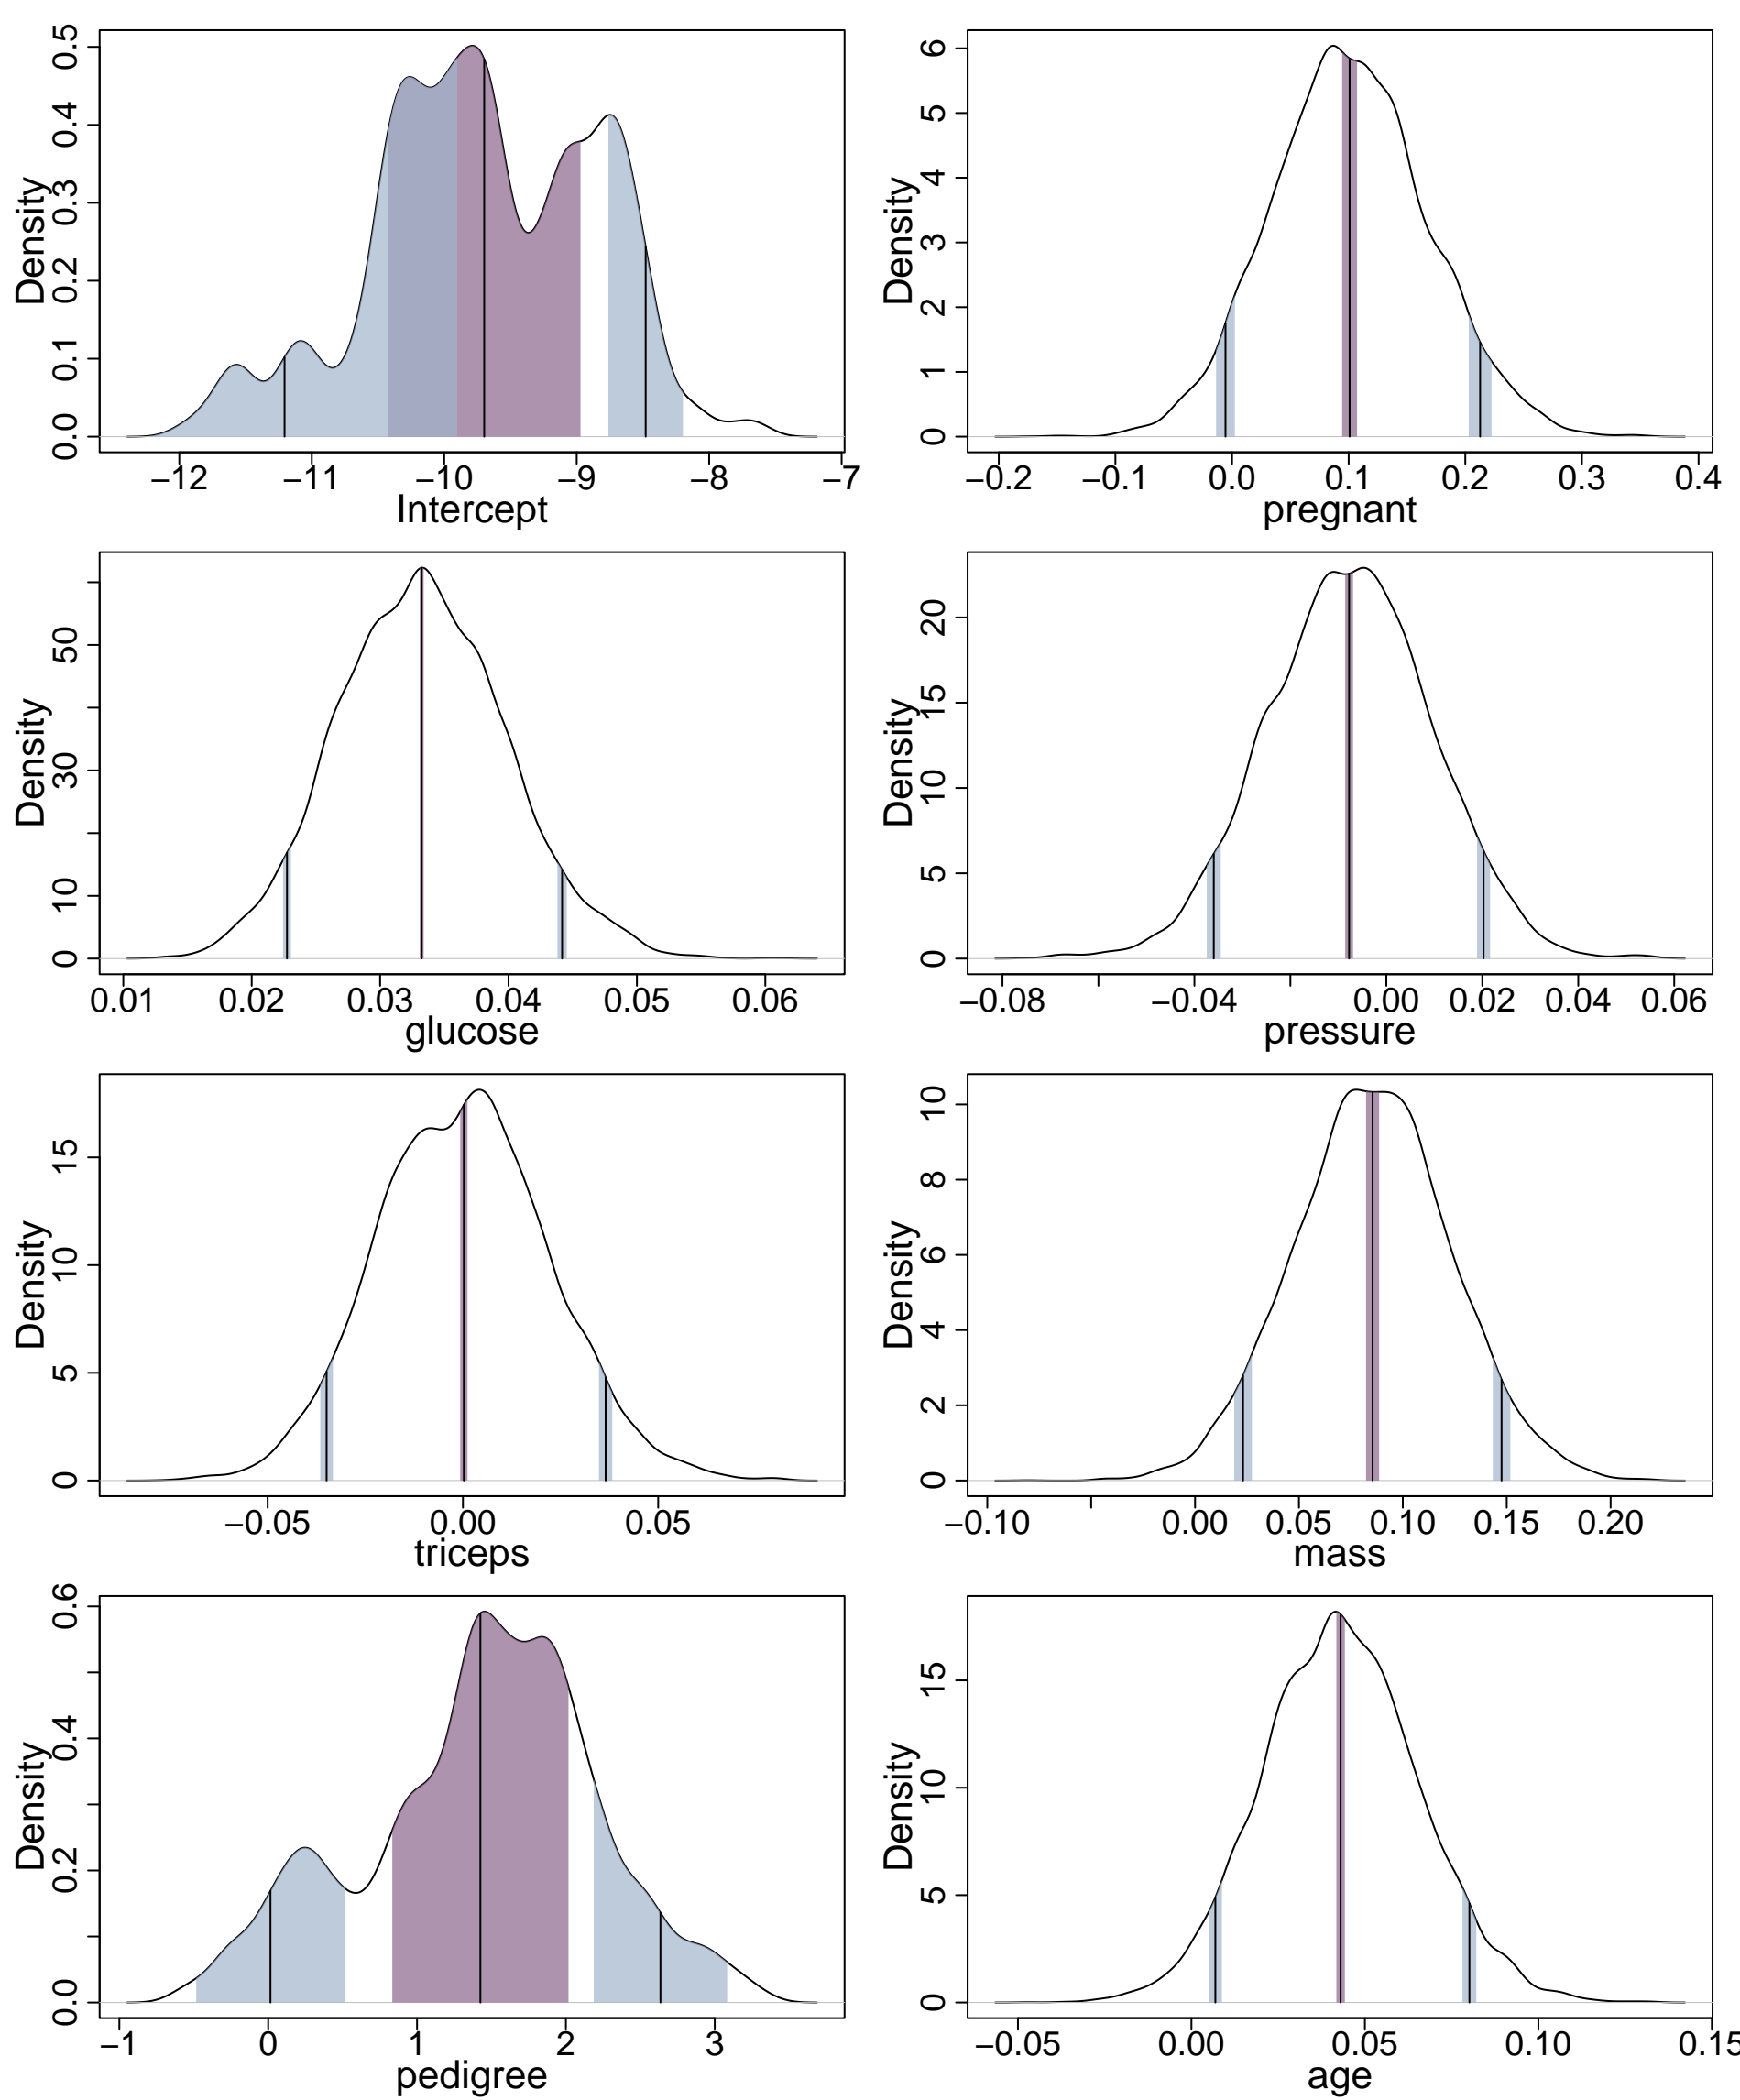 Density
0.0 0.1 0.2 0.3 0.4 0.5
−12 −11 −10 −9 −8 −7
Intercept
Density
0 1 2 3 4 5 6
−0.2 −0.1 0.0 0.1 0.2 0.3 0.4
pregnant
Density
0 10 30 50
0.01 0.02 0.03 0.04 0.05 0.06
glucose
Density
0 5 10 15 20
−0.08 −0.04 0.00 0.02 0.04 0.06
pressure
Density
0 5 10 15
−0.05 0.00 0.05
triceps
Density
0 2 4 6 8 10
−0.10 0.00 0.05 0.10 0.15 0.20
mass
Density
0.0 0.2 0.4 0.6
−1 0 1 2 3
pedigree
Density
0 5 10 15
−0.05 0.00 0.05 0.10 0.15
age